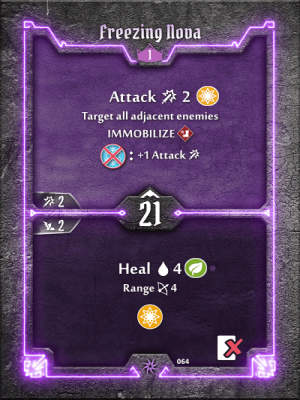 Freezing Nova
1
Attack 2
Target all adjacent enemies
IMMOBILIZE
: +1 Attack
2
21
2
Heal 4
Range 4
064